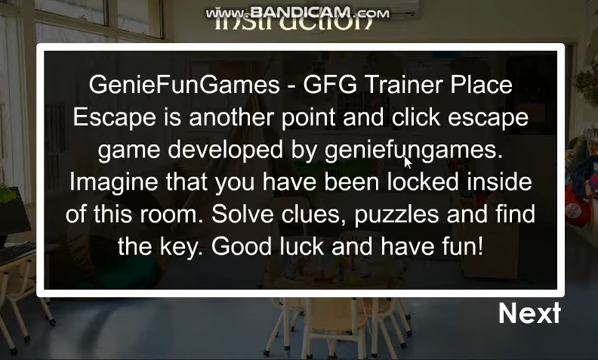 www.BANDICAM.com
instruction
GenieFunGames - GFG Trainer Place
Escape is another point and click escape
game developed by geniefungames.
Imagine that you have been locked inside
of this room. Solve clues, puzzles and find
the key. Good luck and have fun!
Next